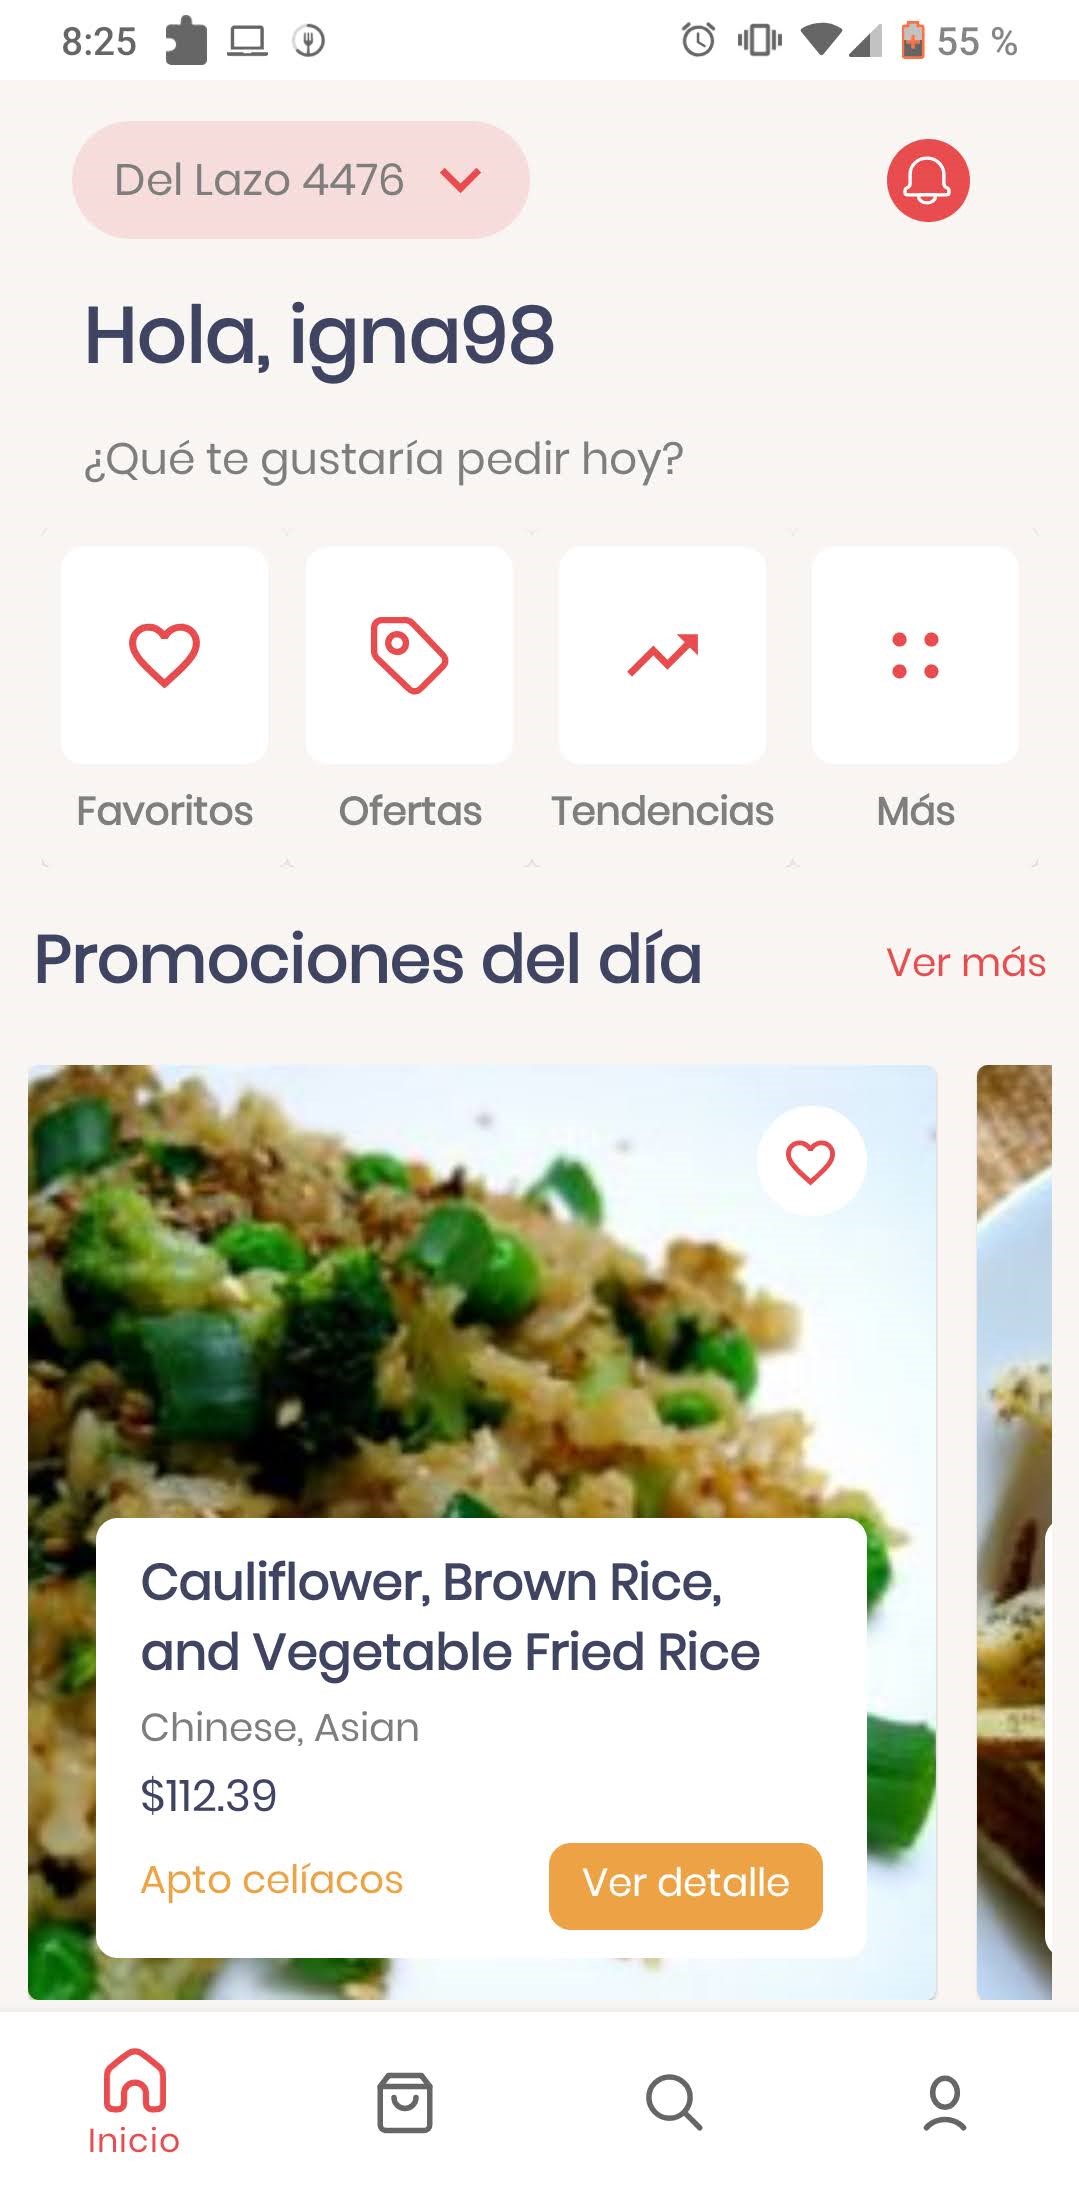 8:25
55 %
Del Lazo 4476
Hola, igna98
¿Qué te gustaría pedir hoy?
Favoritos
Ofertas
Tendencias
Más
Promociones del día
Ver más
Cauliflower, Brown Rice,
and Vegetable Fried Rice
Chinese, Asian
$112.39
Apto celíacos
Ver detalle
Inicio